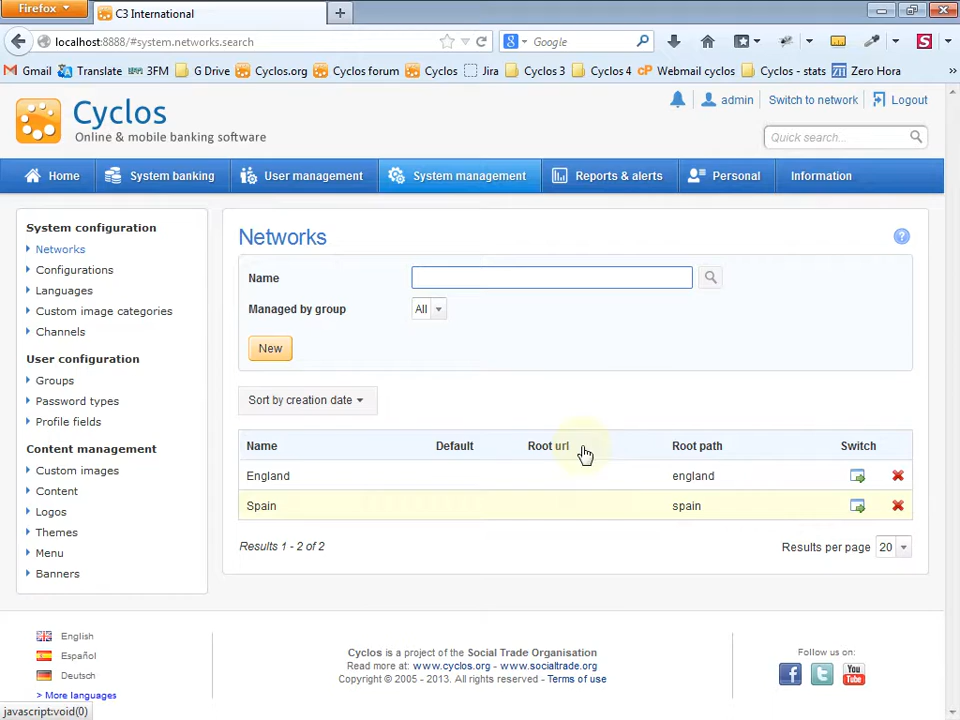 Firefox
C3 International
localhost:8888/#system.networks.search
Google
Gmail Translate 3FM G Drive Cyclos.org Cyclos forum Cyclos Jira Cyclos 3 Cyclos 4 Webmail cyclos Cyclos - stats Zero Hora
Cyclos
Online & mobile banking software
admin Switch to network Logout
Quick search...
Home System banking User management System management Reports & alerts Personal Information
System configuration
Networks
Configurations
Languages
Custom image categories
Channels
User configuration
Groups
Password types
Profile fields
Content management
Custom images
Content
Logos
Themes
Menu
Banners
Networks
Name
Managed by group All
New
Sort by creation date
Name Default Root url Root path Switch
England england
Spain spain
Results 1 - 2 of 2 Results per page 20
English
Español
Deutsch
> More languages
Cyclos is a project of the Social Trade Organisation
Read more at: www.cyclos.org - www.socialtrade.org
Copyright © 2005 - 2013. All rights reserved - Terms of use
Follow us on:
You Tube
javascript:void(0)